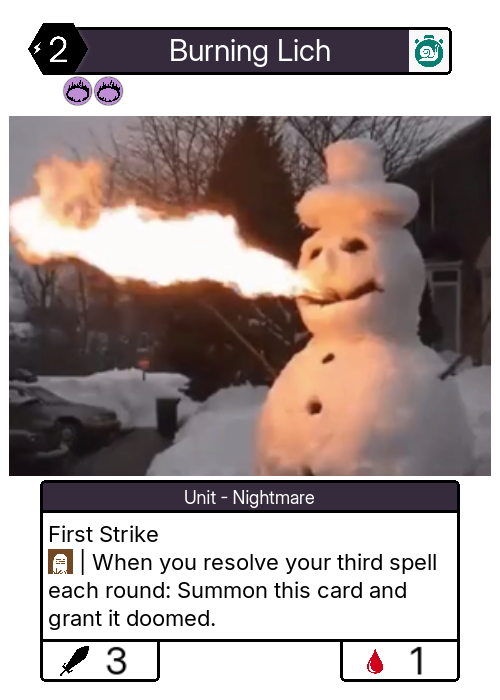 2
Burning Lich
Unit - Nightmare
First Strike
| When you resolve your third spell
each round: Summon this card and
grant it doomed.
3
1